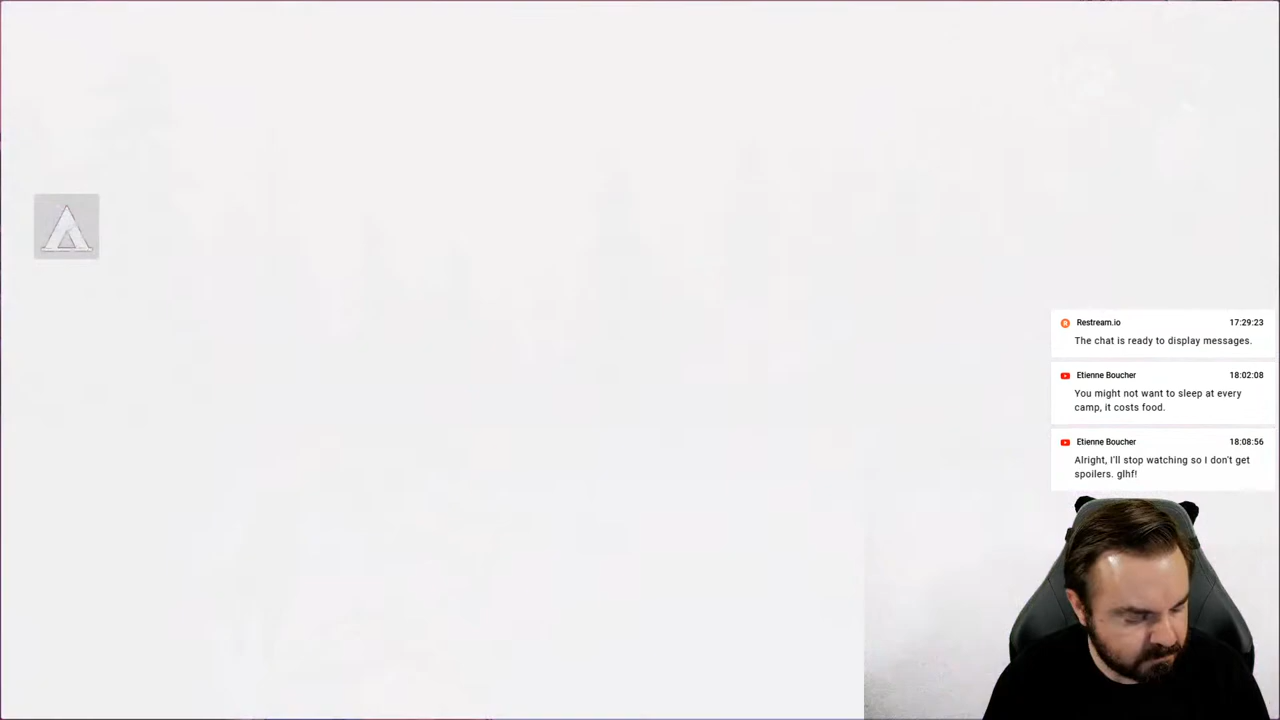 Restream.io 17:29:23
The chat is ready to display messages.
Etienne Boucher 18:02:08
You might not want to sleep at every
camp, it costs food.
Etienne Boucher 18:08:56
Alright, I'll stop watching so I don't get
spoilers. glhf!